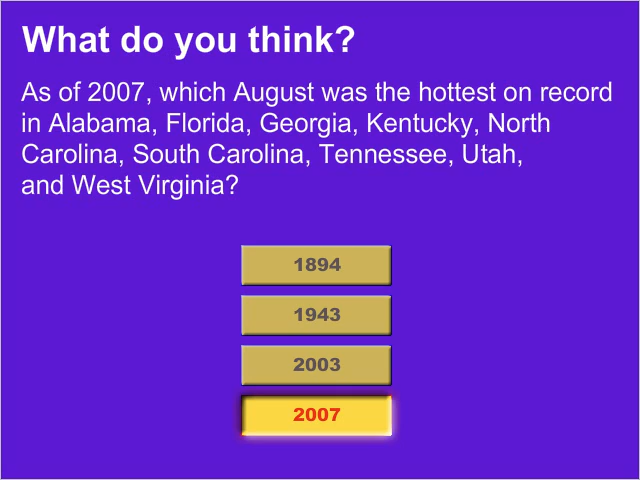 What do you think?
As of 2007, which August was the hottest on record
in Alabama, Florida, Georgia, Kentucky, North
Carolina, South Carolina, Tennessee, Utah,
and West Virginia?
1894
1943
2003
2007